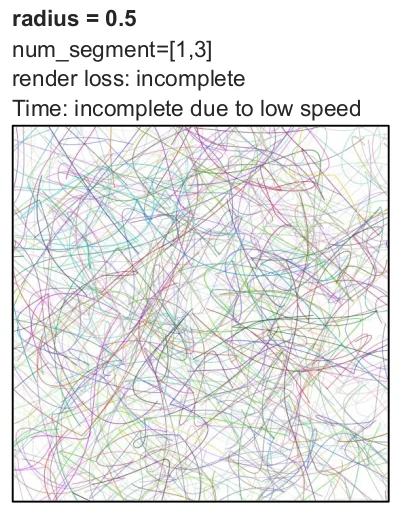 radius = 0.5
num_segment=[1,3]
render loss: incomplete
Time: incomplete due to low speed